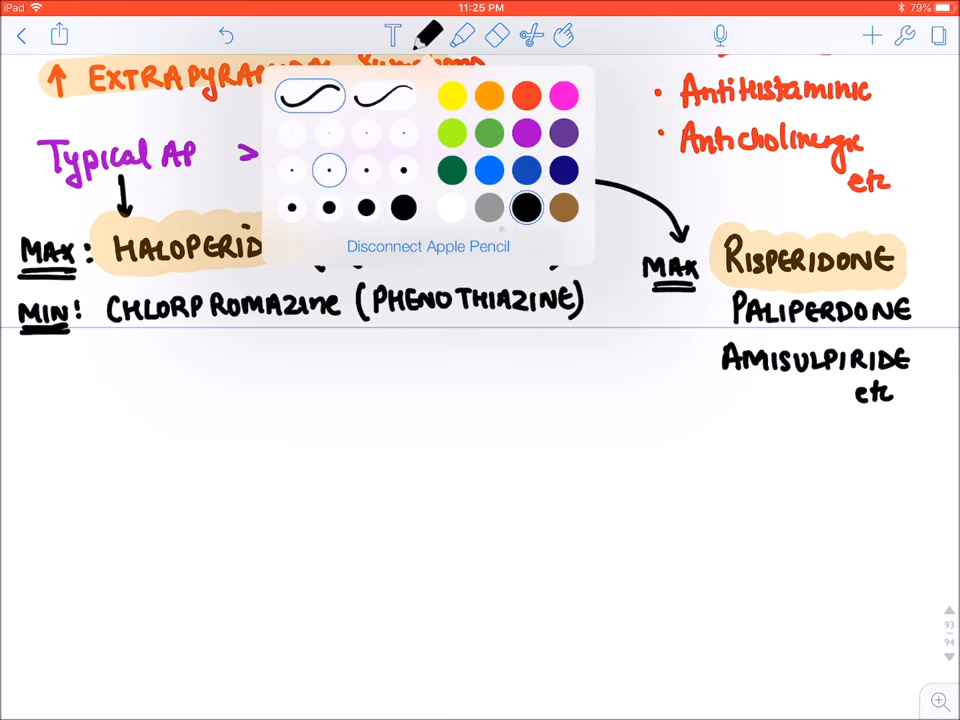 iPad 11:25 PM 79%
T
↑ EXTRAPYRAMIDAL
• Antihistaminic
• Anticholinergic
etc
Typical AP >
Disconnect Apple Pencil
MAX: HALOPERID
MIN: CHLORPROMAZINE (PHENOTHIAZINE)
MAX RISPERIDONE
PALIPERDONE
AMISULPIRIDE
etc
93
94